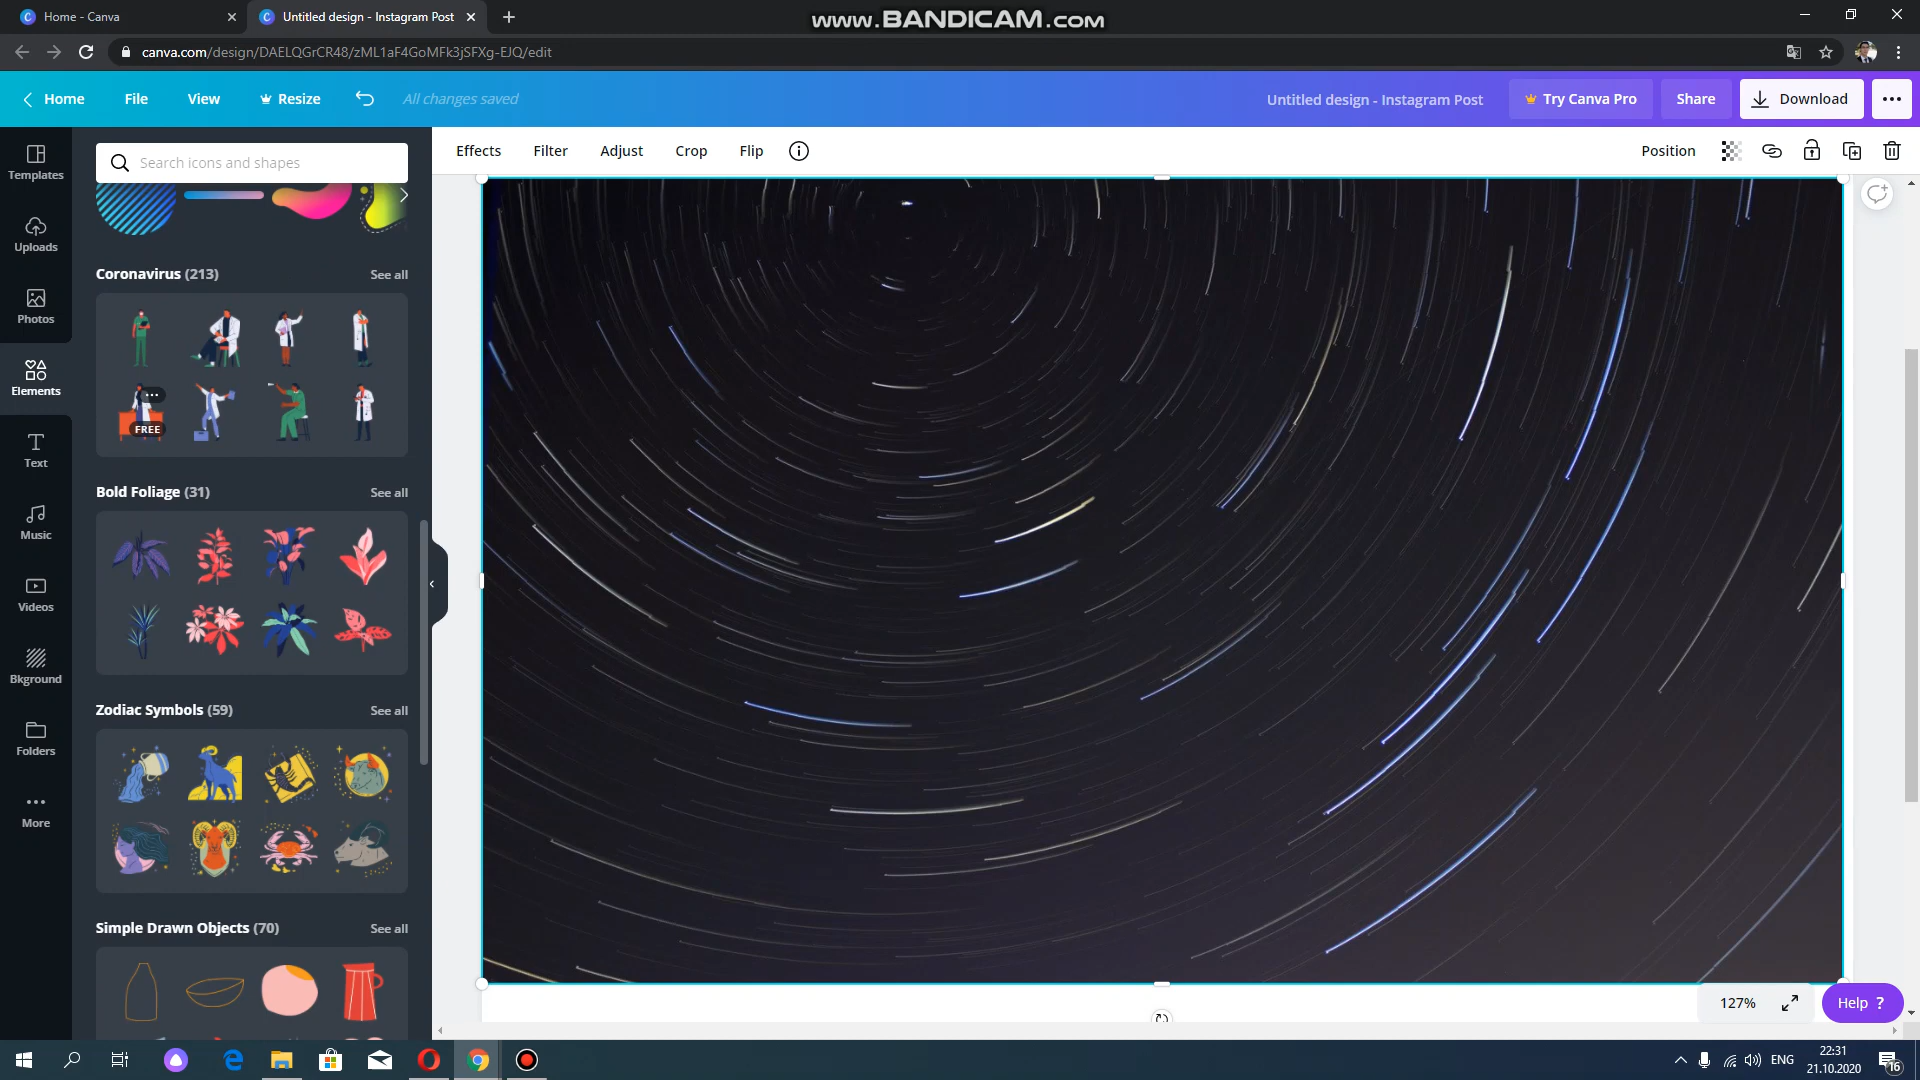 Home - Canva
Untitled design - Instagram Post
www.BANDICAM.com
canva.com/design/DAELQGrCR48/zML1aF4GoMFk3jSFXg-EJQ/edit
Home
File
View
Resize
All changes saved
Untitled design - Instagram Post
Try Canva Pro
Share
Download
Search icons and shapes
Effects
Filter
Adjust
Crop
Flip
Position
Templates
Uploads
Photos
Elements
Text
Music
Videos
Bkground
Folders
More
Coronavirus (213)
See all
FREE
Bold Foliage (31)
See all
Zodiac Symbols (59)
See all
Simple Drawn Objects (70)
See all
127%
Help ?
ENG
22:31
21.10.2020
16